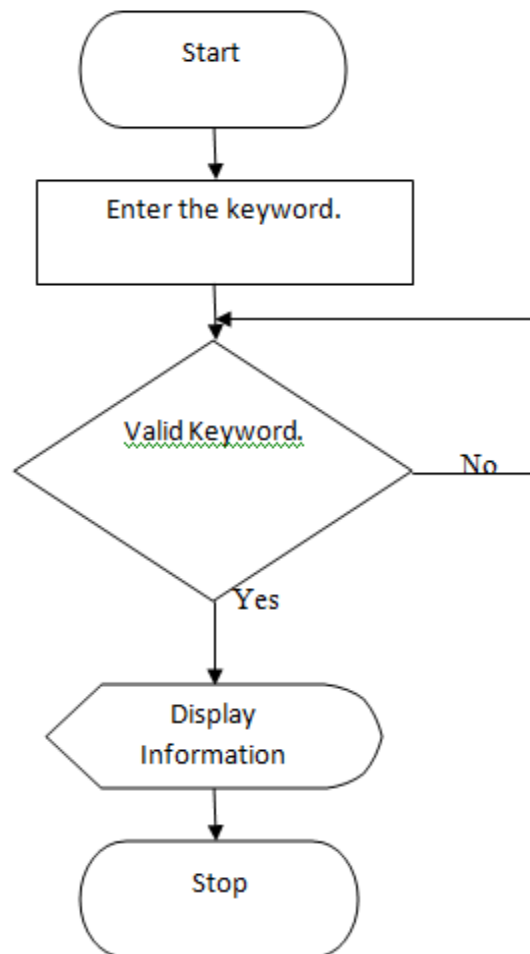 Start
Enter the keyword.
Valid Keyword.
No
Yes
Display
Information
Stop